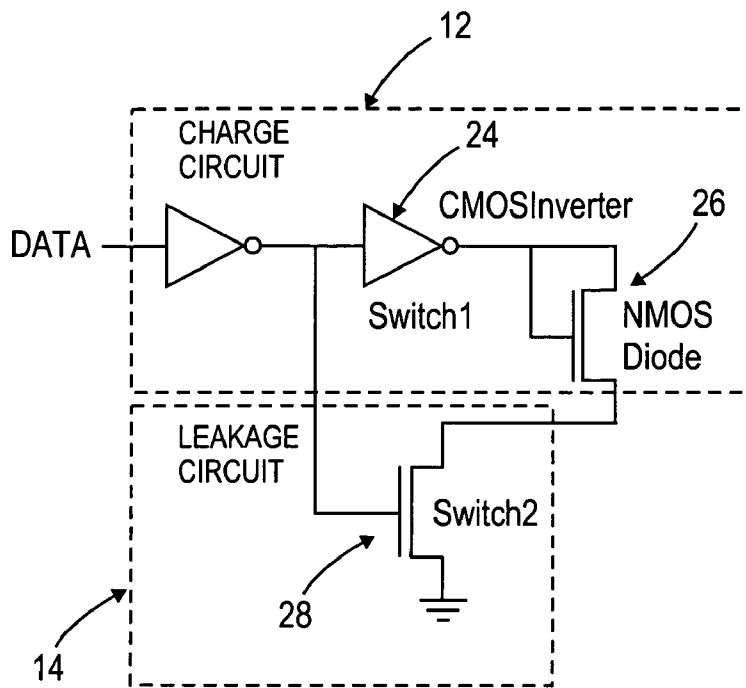 12
CHARGE
CIRCUIT
24
CMOSInverter
26
DATA
Switch1
NMOS
Diode
LEAKAGE
CIRCUIT
Switch2
28
14